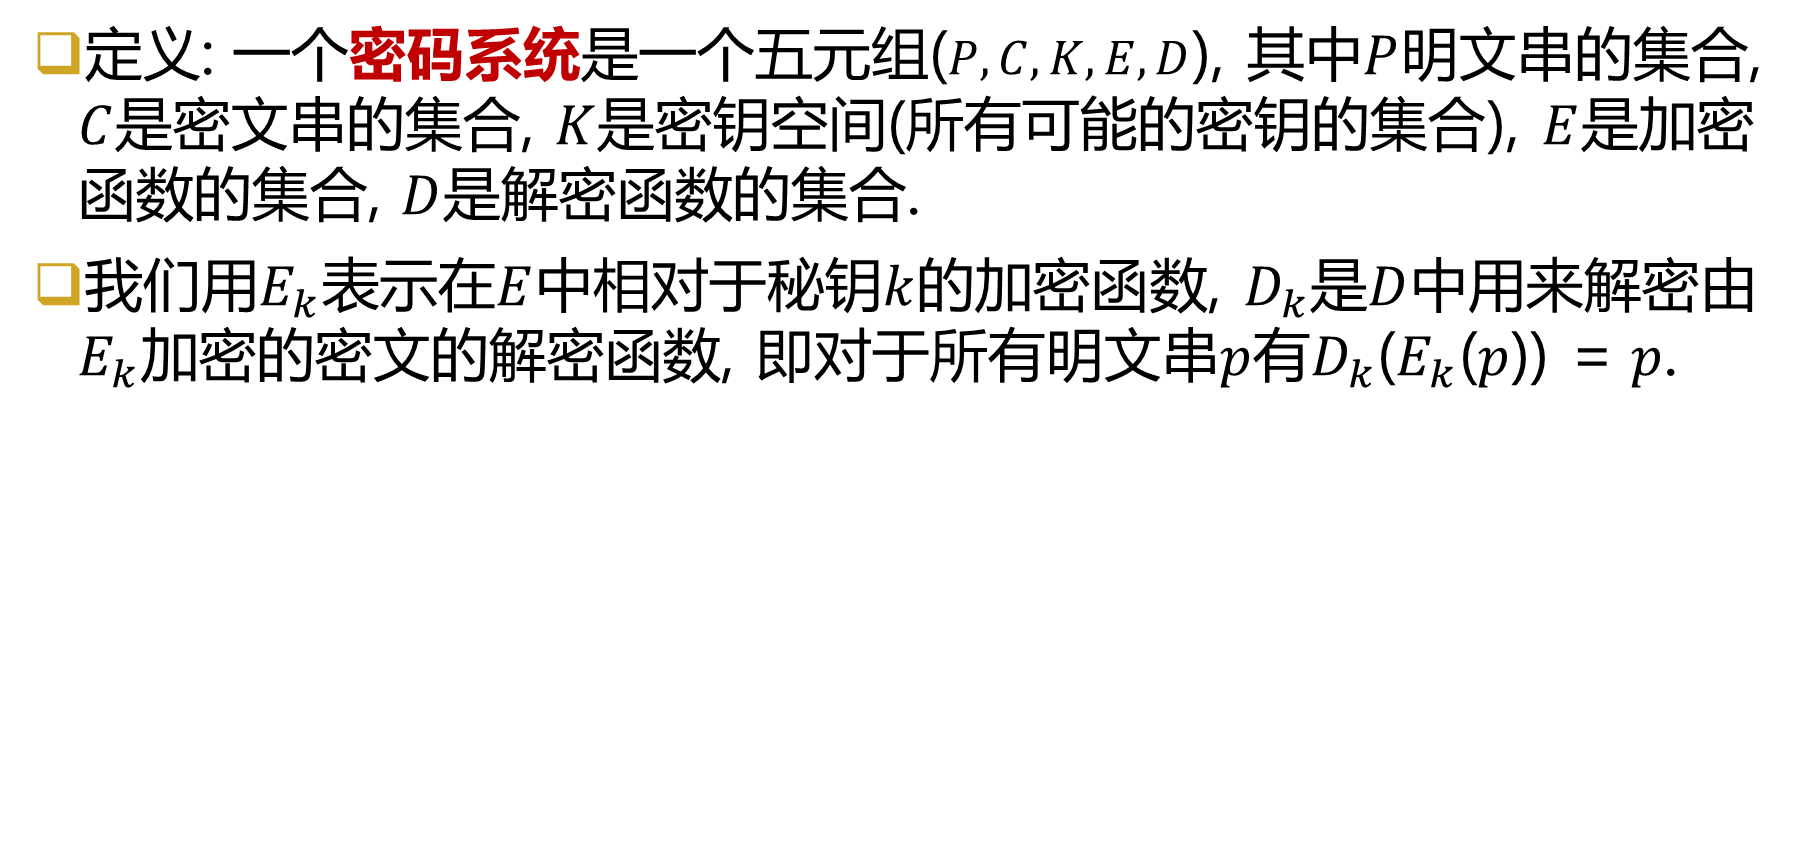 定义: 一个密码系统是一个五元组(P, C, K, E, D), 其中P明文串的集合,
C是密文串的集合, K是密钥空间(所有可能的密钥的集合), E是加密
函数的集合, D是解密函数的集合.
我们用Eₖ表示在E中相对于秘钥k的加密函数, Dₖ是D中用来解密由
Eₖ加密的密文的解密函数, 即对于所有明文串p有Dₖ(Eₖ(p)) = p.